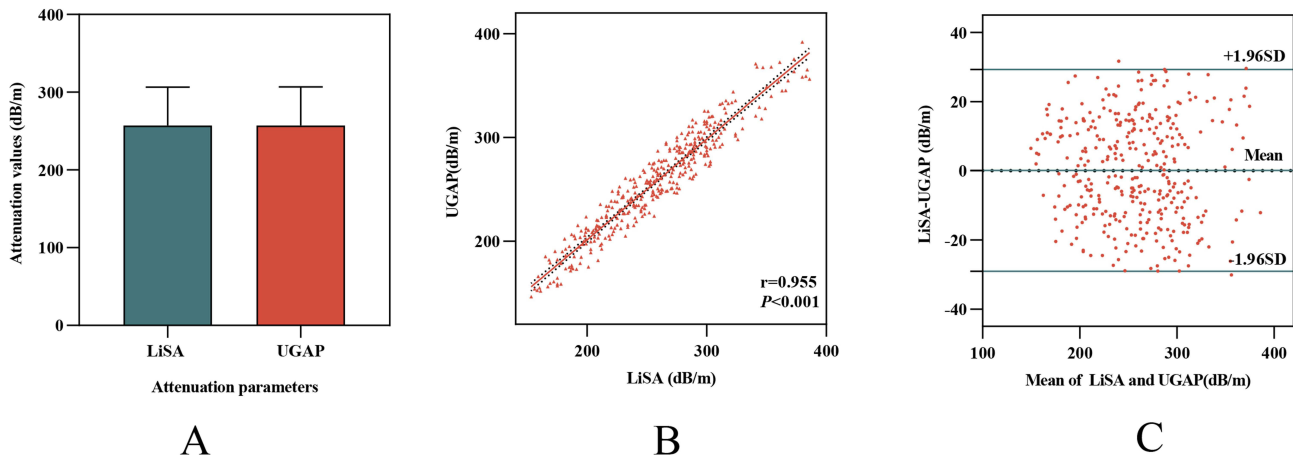 400
300
200
100
0
Attenuation values (dB/m)
LiSA
UGAP
Attenuation parameters
A
400
300
200
UGAP(dB/m)
r=0.955
P<0.001
200
300
400
LiSA (dB/m)
B
40
20
0
-20
-40
LiSA-UGAP (dB/m)
+1.96SD
Mean
-1.96SD
100
200
300
400
Mean of LiSA and UGAP(dB/m)
C